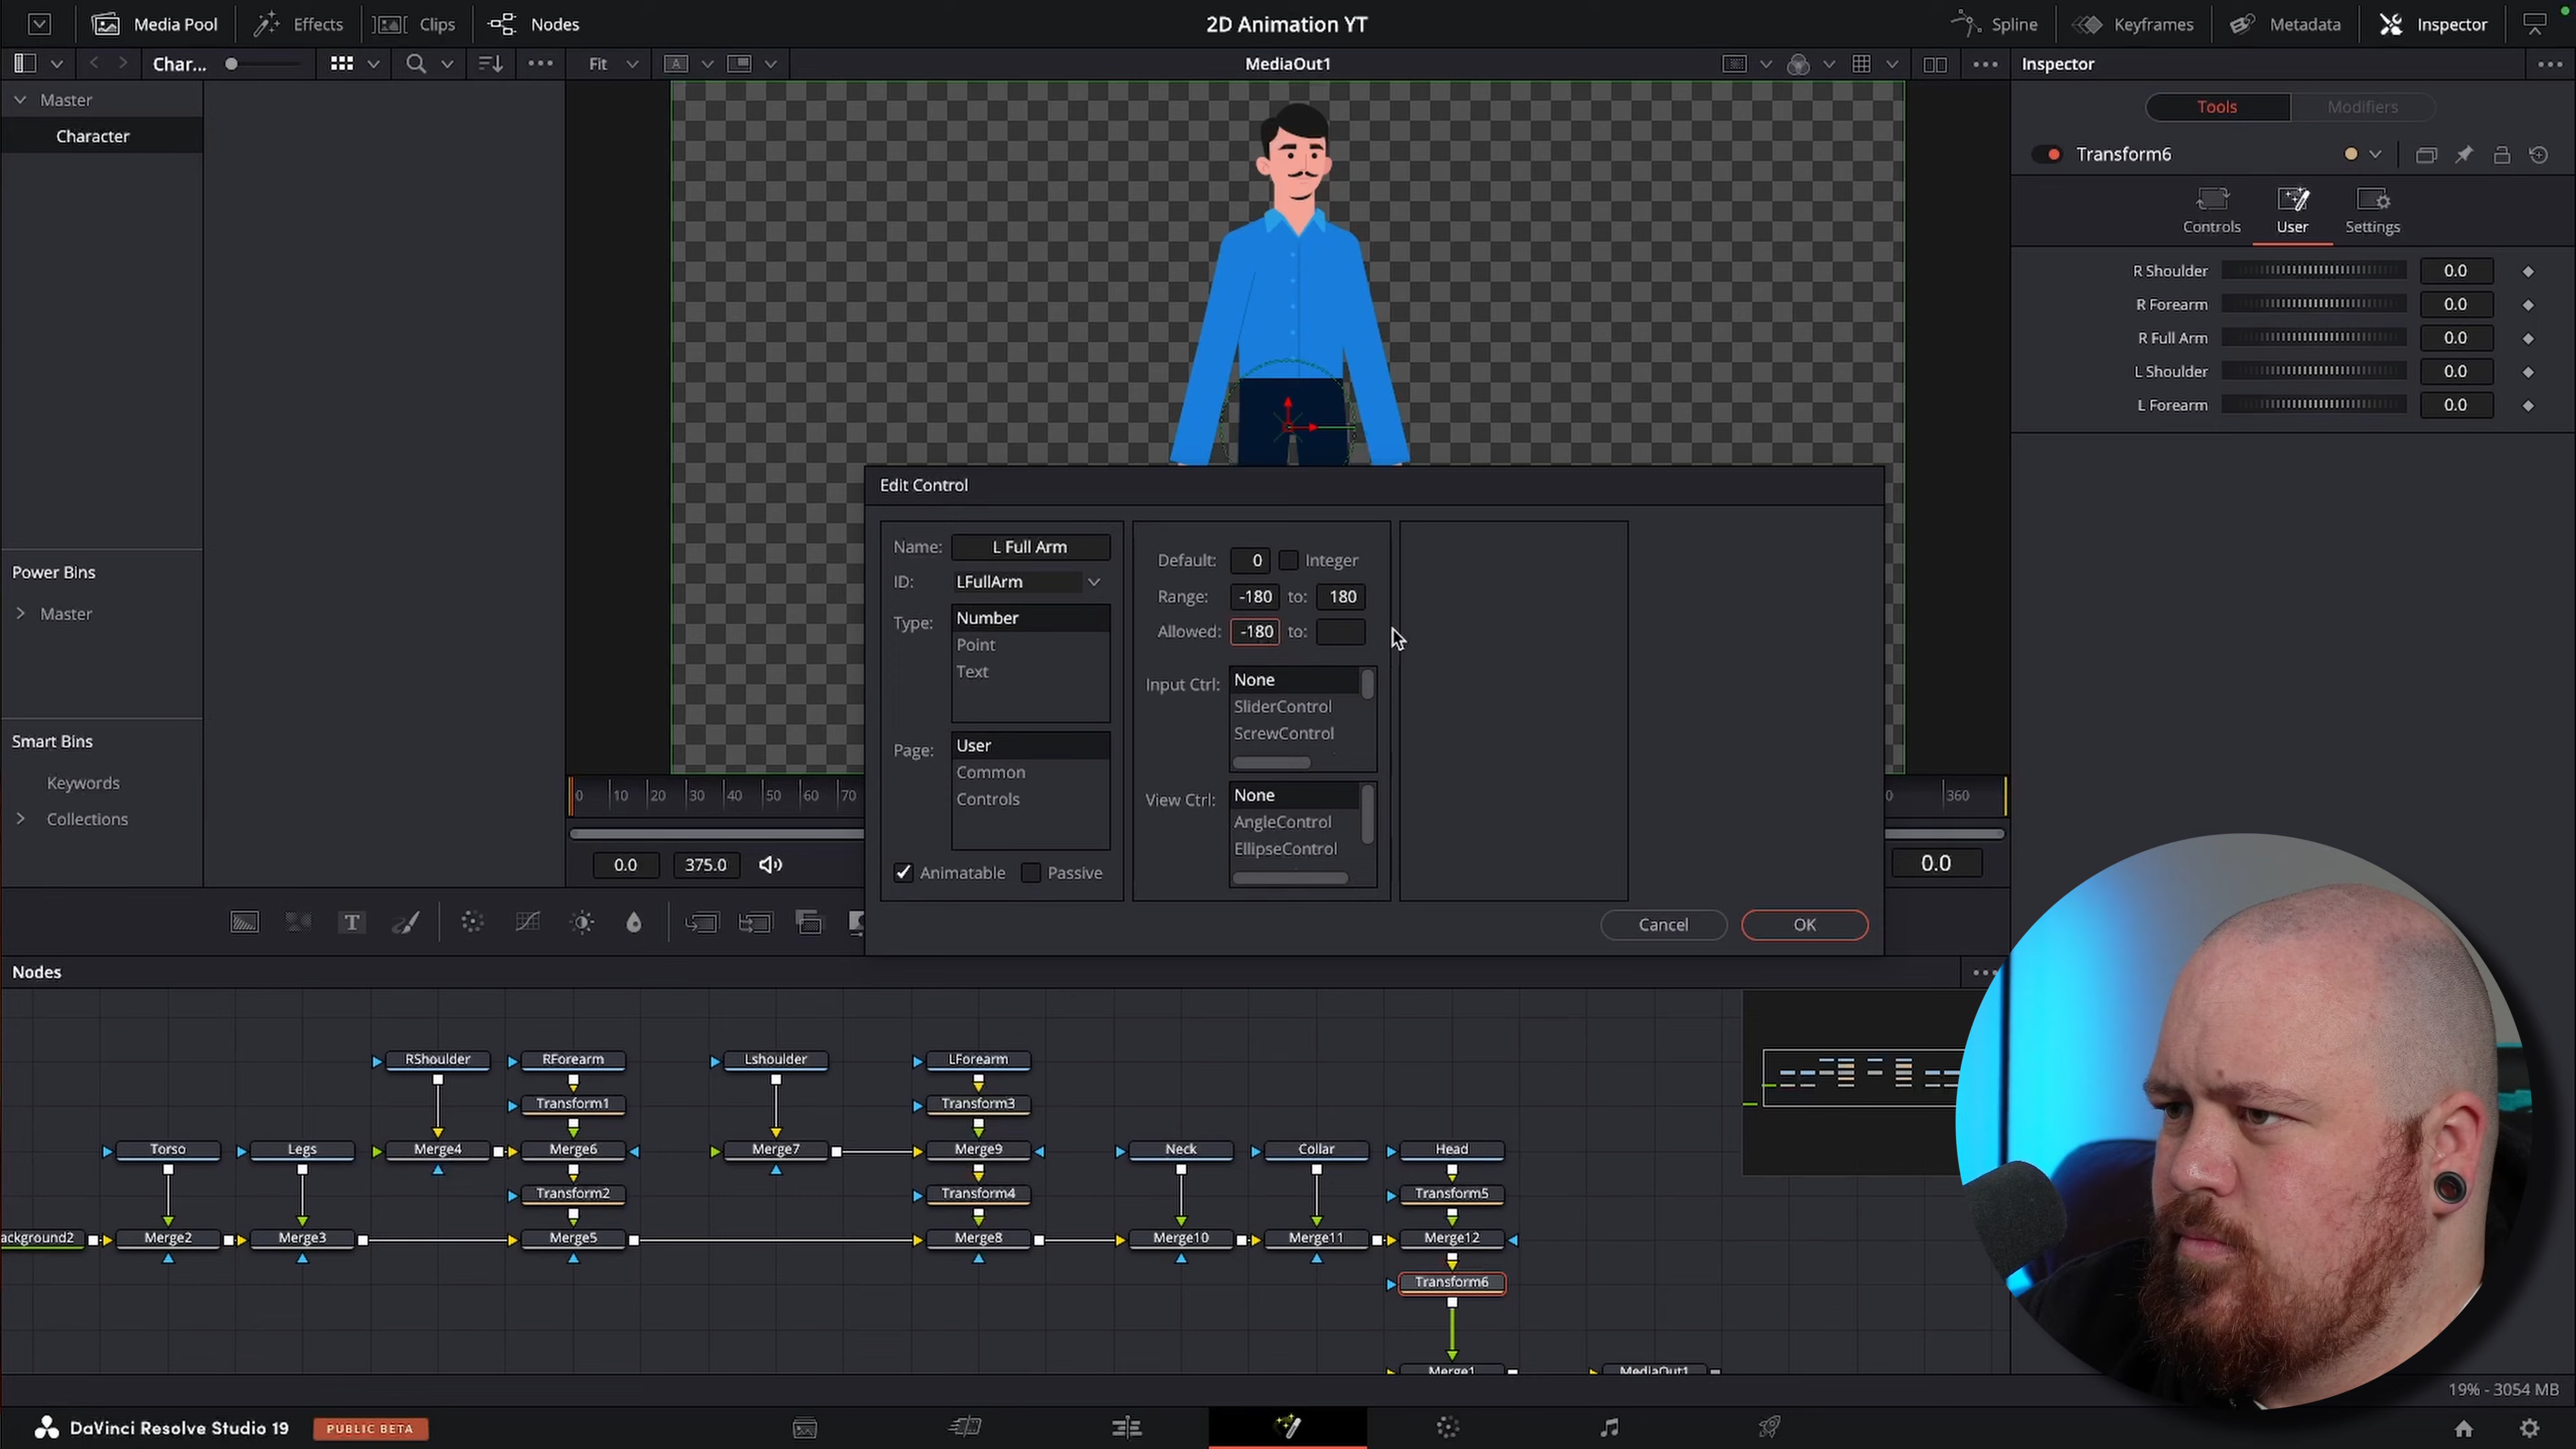 Media Pool Effects Clips Nodes 2D Animation YT Spline Keyframes Metadata Inspector
Char... Fit A MediaOut1 Inspector
Master
Character
Tools Modifiers
Transform6
Controls User Settings
R Shoulder 0.0
R Forearm 0.0
R Full Arm 0.0
L Shoulder 0.0
L Forearm 0.0
Power Bins
Master
Smart Bins
Keywords
Collections
Edit Control
Name: L Full Arm
ID: LFullArm
Type: Number
Point
Text
Page: User
Common
Controls
Animatable Passive
Default: 0 Integer
Range: -180 to: 180
Allowed: -180 to:
Input Ctrl: None
SliderControl
ScrewControl
View Ctrl: None
AngleControl
EllipseControl
Cancel OK
0 10 20 30 40 50 60 70 0 360
0.0 375.0 0.0
T
Nodes
RShoulder RForearm Lshoulder LForearm
Transform1 Transform3
Torso Legs Merge4 Merge6 Merge7 Merge9 Neck Collar Head
Transform2 Transform4 Transform5
ackground2 Merge2 Merge3 Merge5 Merge8 Merge10 Merge11 Merge12
Transform6
Merge1 MediaOut1
19% - 3054 MB
DaVinci Resolve Studio 19 PUBLIC BETA